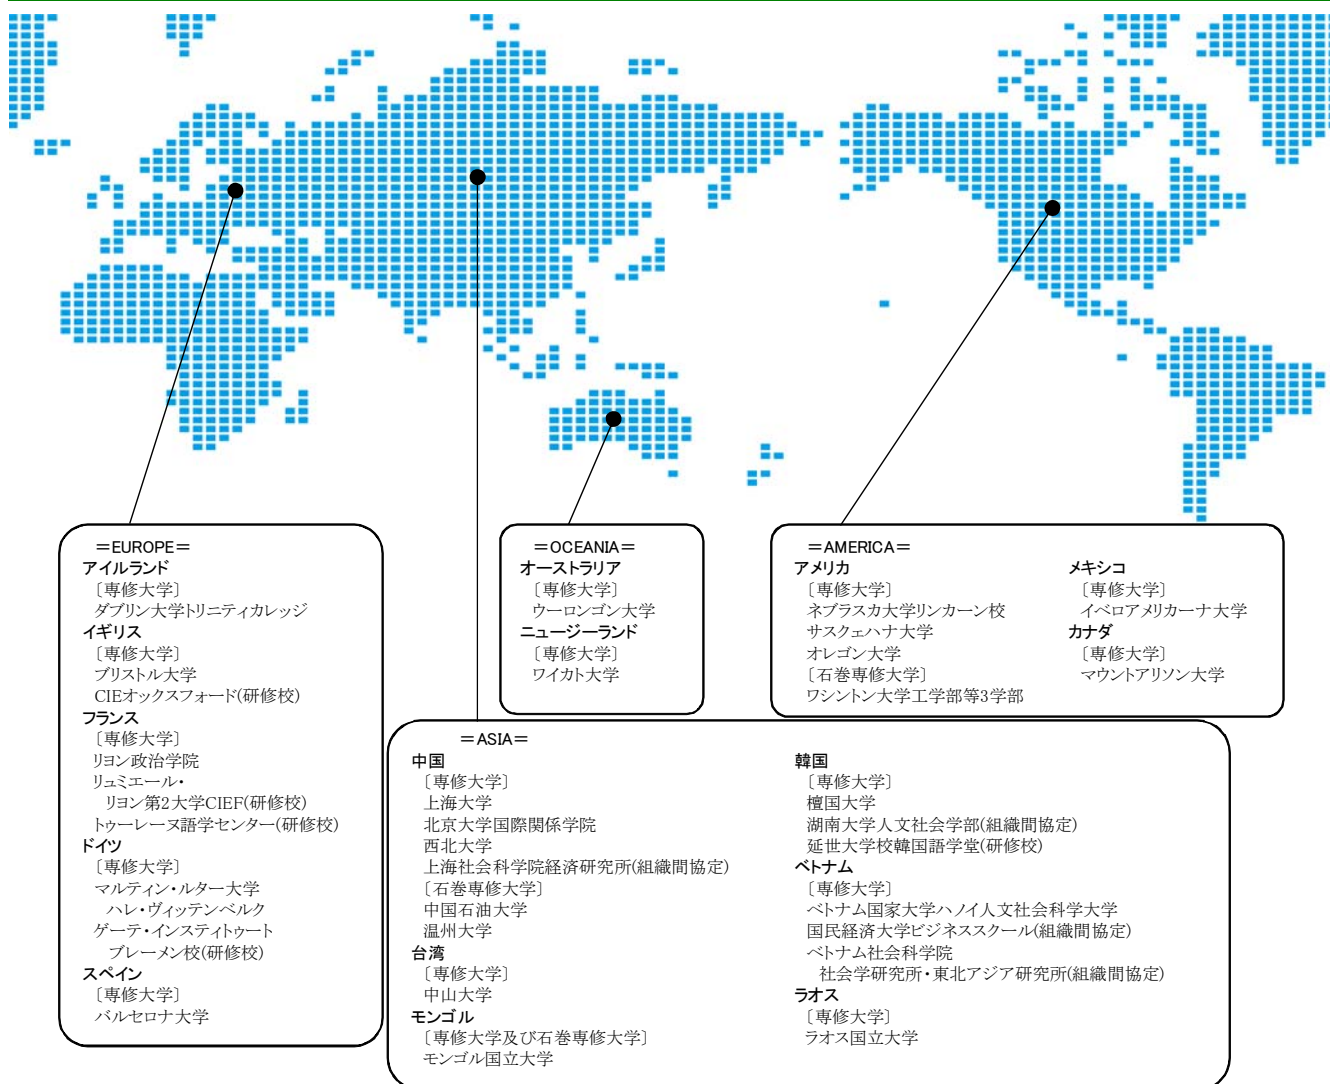 ＝EUROPE＝
アイルランド
〔専修大学〕
ダブリン大学トリニティカレッジ
イギリス
〔専修大学〕
ブリストル大学
CIEオックスフォード(研修校)
フランス
〔専修大学〕
リヨン政治学院
リュミエール・
リヨン第2大学CIEF(研修校)
トゥーレーヌ語学センター(研修校)
ドイツ
〔専修大学〕
マルティン・ルター大学
ハレ・ヴィッテンベルク
ゲーテ・インスティトゥート
ブレーメン校(研修校)
スペイン
〔専修大学〕
バルセロナ大学
＝OCEANIA＝
オーストラリア
〔専修大学〕
ウーロンゴン大学
ニュージーランド
〔専修大学〕
ワイカト大学
＝AMERICA＝
アメリカ
〔専修大学〕
ネブラスカ大学リンカーン校
サスクェハナ大学
オレゴン大学
〔石巻専修大学〕
ワシントン大学工学部等3学部
メキシコ
〔専修大学〕
イベロアメリカーナ大学
カナダ
〔専修大学〕
マウントアリソン大学
＝ASIA＝
中国
〔専修大学〕
上海大学
北京大学国際関係学院
西北大学
上海社会科学院経済研究所(組織間協定)
〔石巻専修大学〕
中国石油大学
温州大学
台湾
〔専修大学〕
中山大学
モンゴル
〔専修大学及び石巻専修大学〕
モンゴル国立大学
韓国
〔専修大学〕
檀国大学
湖南大学人文社会学部(組織間協定)
延世大学校韓国語学堂(研修校)
ベトナム
〔専修大学〕
ベトナム国家大学ハノイ人文社会科学大学
国民経済大学ビジネススクール(組織間協定)
ベトナム社会科学院
社会学研究所・東北アジア研究所(組織間協定)
ラオス
〔専修大学〕
ラオス国立大学